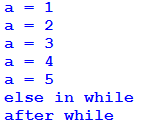 a = 1
a = 2
a = 3
a = 4
a = 5
else in while
after while